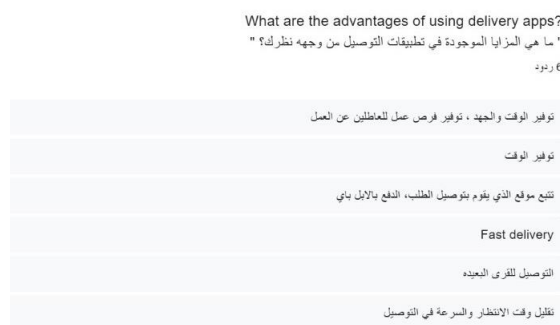 What are the advantages of using delivery apps?
" ما هي المزايا الموجودة في تطبيقات التوصيل من وجهه نظرك؟ "
6 ردود
توفير الوقت والجهد ، توفير فرص عمل للعاطلين عن العمل
توفير الوقت
تتبع موقع الذي يقوم بتوصيل الطلب، الدفع بالابل باي
Fast delivery
التوصيل للقرى البعيده
تقليل وقت الانتظار والسرعة في التوصيل